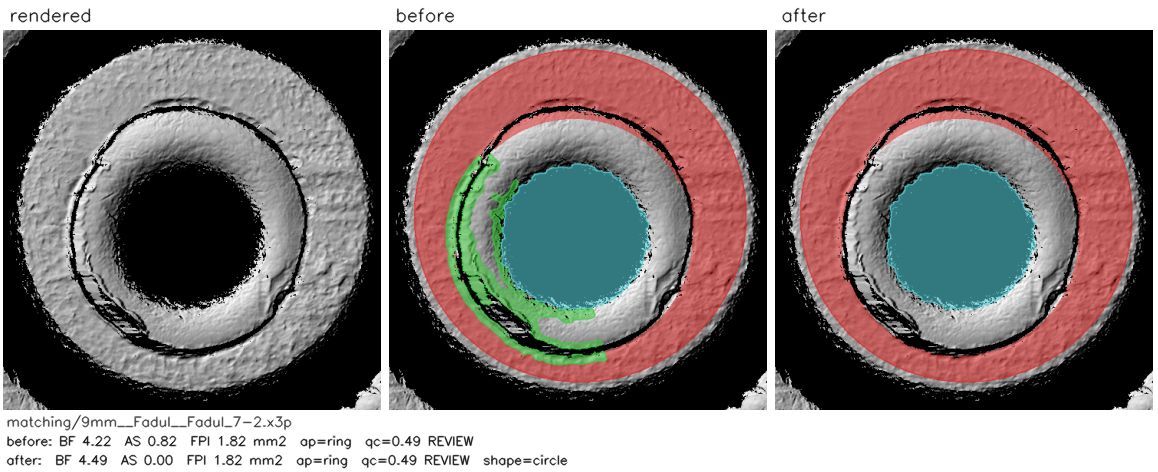 rendered
before
after
matching/9mm__Fadul__Fadul_7-2.x3p
before: BF 4.22 AS 0.82 FPI 1.82 mm2 ap=ring qc=0.49 REVIEW
after: BF 4.49 AS 0.00 FPI 1.82 mm2 ap=ring qc=0.49 REVIEW shape=circle